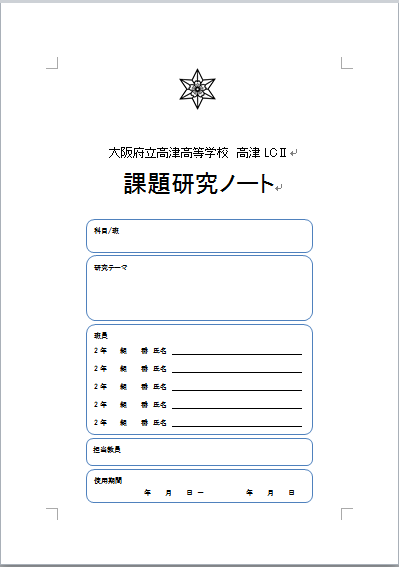 大阪府立高津高等学校 高津 LCⅡ
課題研究ノート
科目/班
研究テーマ
班員
2年 組 番 氏名
2年 組 番 氏名
2年 組 番 氏名
2年 組 番 氏名
2年 組 番 氏名
担当教員
使用期間
年 月 日 ー 年 月 日